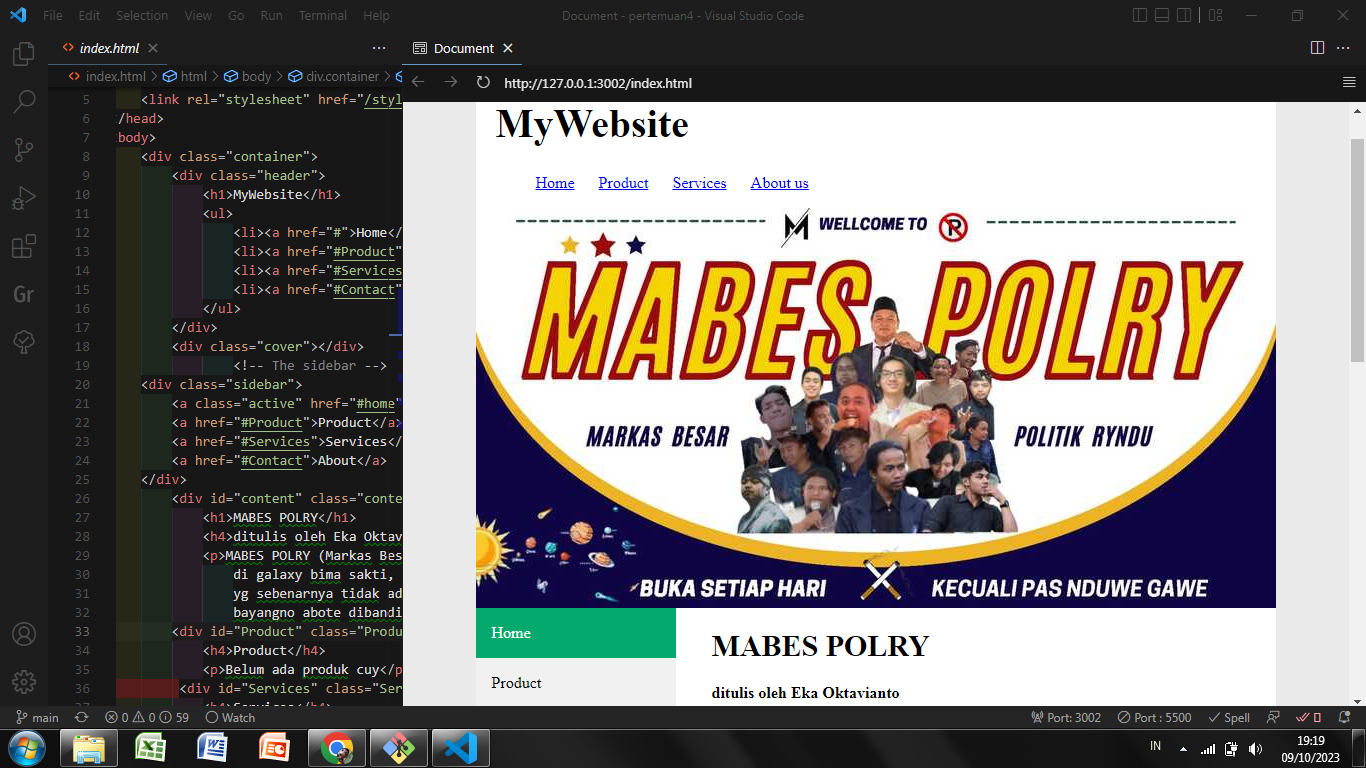 File Edit Selection View Go Run Terminal Help
Document - pertemuan4 - Visual Studio Code
index.html
Document
index.html > html > body > div.container >
http://127.0.0.1:3002/index.html
5 <link rel="stylesheet" href="/styl
6 /head>
7 body>
8 <div class="container">
9 <div class="header">
10 <h1>MyWebsite</h1>
11 <ul>
12 <li><a href="#">Home</
13 <li><a href="#Product"
14 <li><a href="#Services
15 <li><a href="#Contact"
16 </ul>
17 </div>
18 <div class="cover"></div>
19 <!-- The sidebar -->
20 <div class="sidebar">
21 <a class="active" href="#home"
22 <a href="#Product">Product</a>
23 <a href="#Services">Services</
24 <a href="#Contact">About</a>
25 </div>
26 <div id="content" class="conte
27 <h1>MABES POLRY</h1>
28 <h4>ditulis oleh Eka Oktav
29 <p>MABES POLRY (Markas Bes
30 di galaxy bima sakti,
31 yg sebenarnya tidak ad
32 bayangno abote dibandi
33 <div id="Product" class="Produ
34 <h4>Product</h4>
35 <p>Belum ada produk cuy</p
36 <div id="Services" class="Ser
Gr
MyWebsite
Home Product Services About us
WELLCOME TO
MABES POLRY
MARKAS BESAR
POLITIK RYNDU
BUKA SETIAP HARI
KECUALI PAS NDUWE GAWE
Home
Product
MABES POLRY
ditulis oleh Eka Oktavianto
main 0 0 59 Watch
Port: 3002 Port : 5500 Spell
IN
19:19
09/10/2023